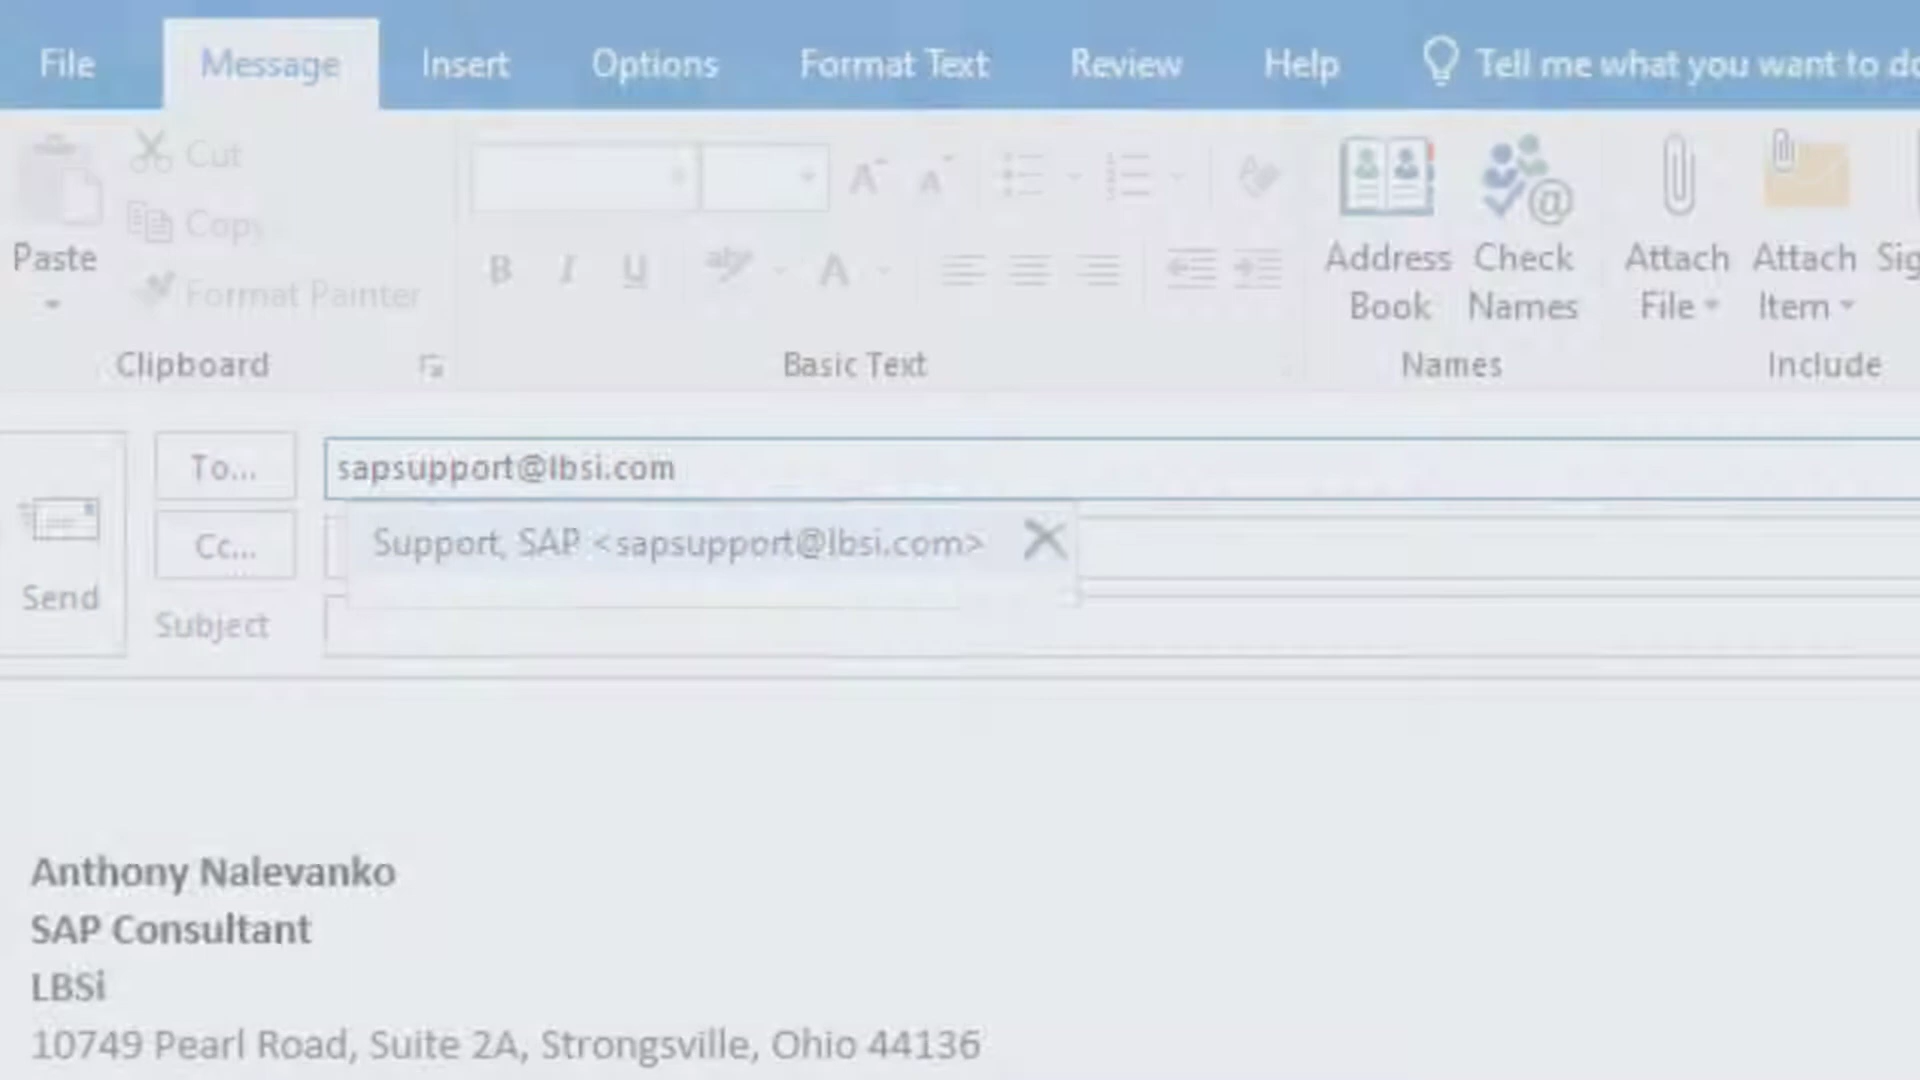 File Message Insert Options Format Text Review Help Tell me what you want to do
Cut
Copy
Format Painter
Paste
B I U aby A
Address Book
Check Names
Attach File
Attach Item
Clipboard
Basic Text
Names
Include
To... sapsupport@lbsi.com
Cc... Support, SAP <sapsupport@lbsi.com>
Send
Subject
Anthony Nalevanko
SAP Consultant
LBSi
10749 Pearl Road, Suite 2A, Strongsville, Ohio 44136